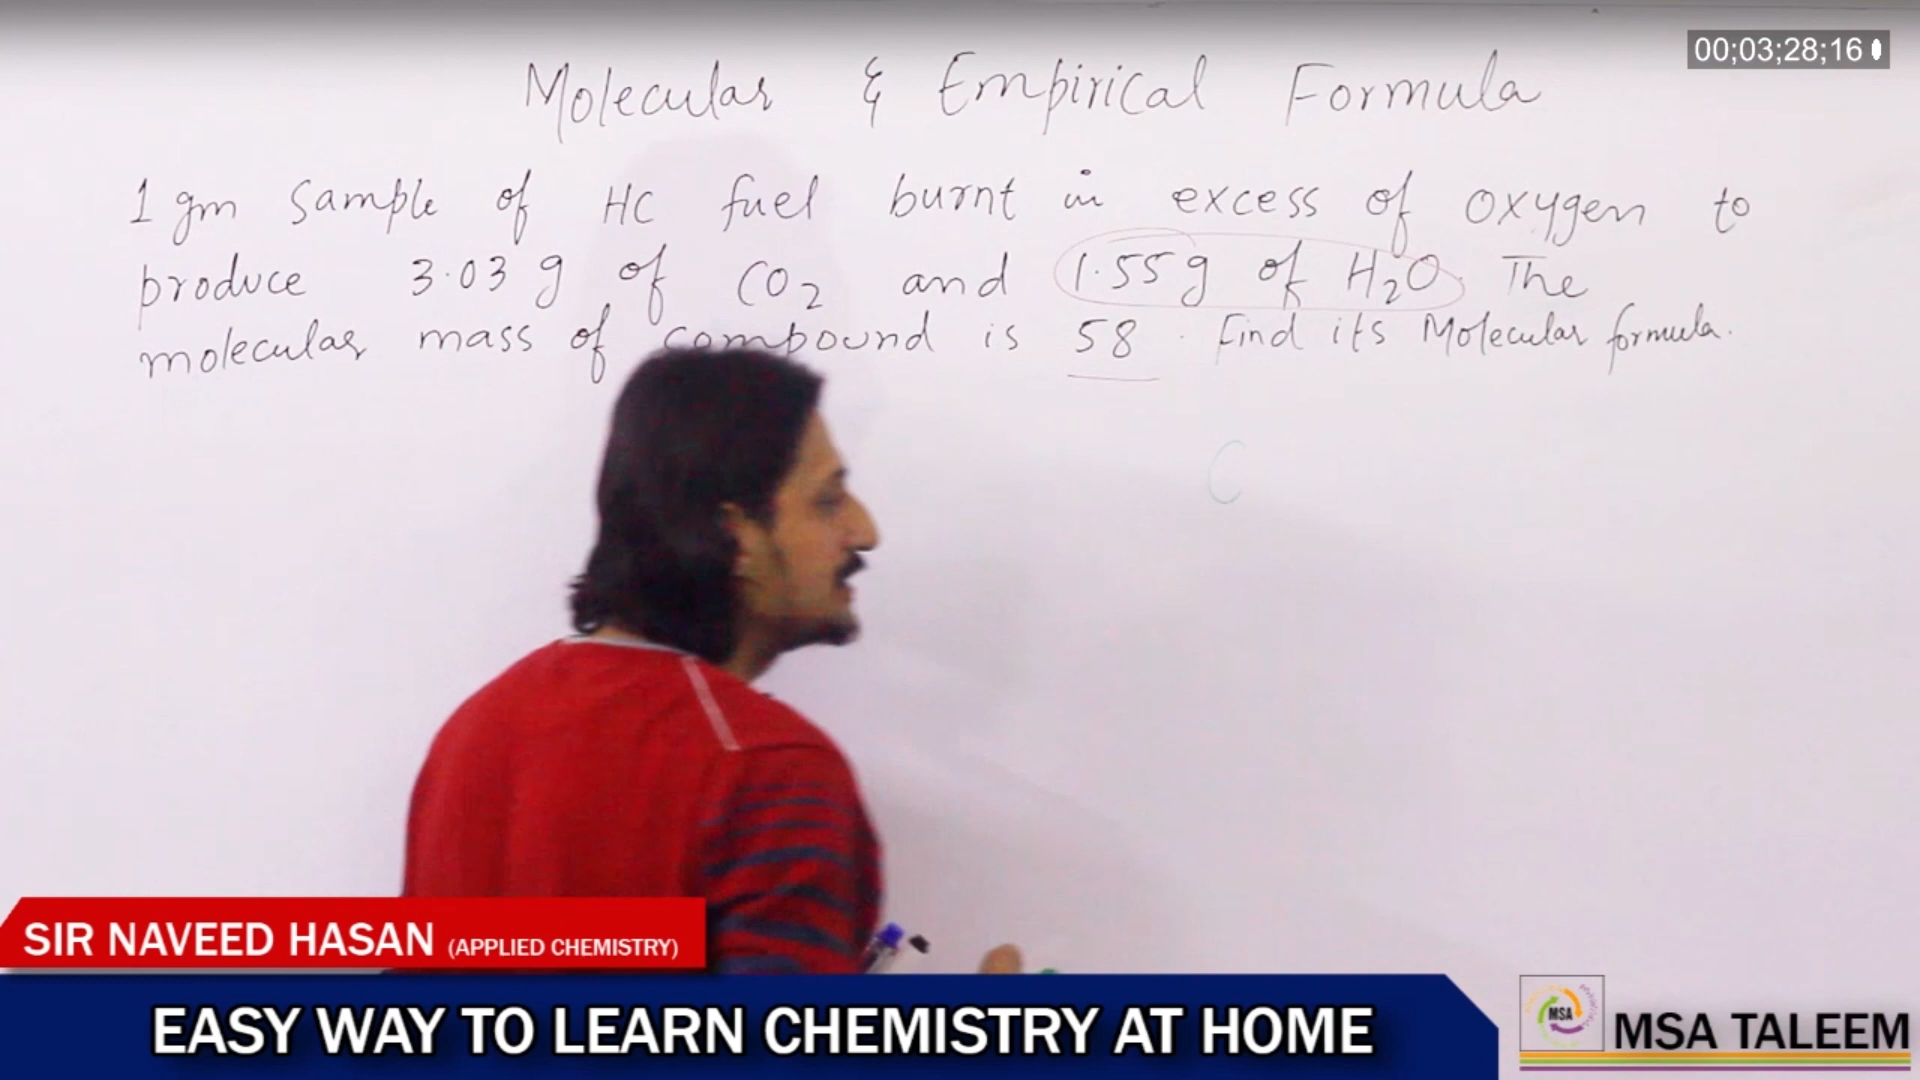 00;03;28;16
Molecular & Empirical Formula
1 gm sample of HC fuel burnt in excess of oxygen to
produce 3.03 g of CO2 and 1.55g of H2O. The
molecular mass of compound is 58. Find its Molecular formula.
C
SIR NAVEED HASAN (APPLIED CHEMISTRY)
EASY WAY TO LEARN CHEMISTRY AT HOME
MSA
MSA TALEEM